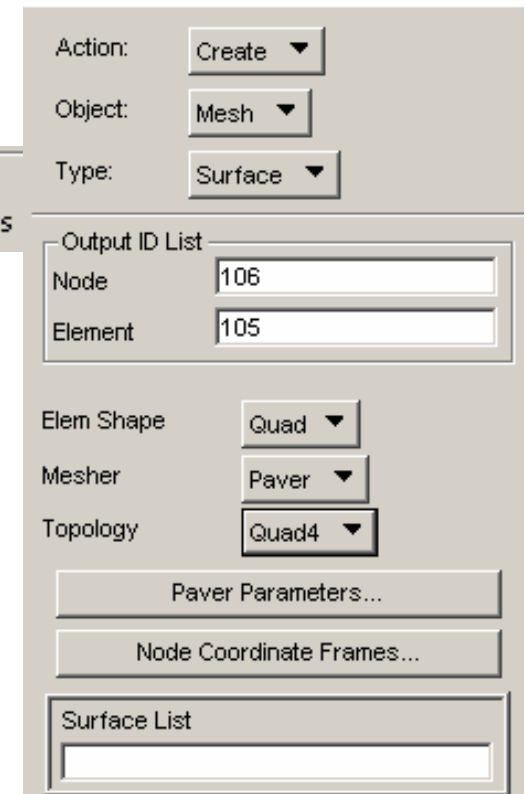 Action: Create
Object: Mesh
Type: Surface
s
Output ID List
Node 106
Element 105
Elem Shape Quad
Mesher Paver
Topology Quad4
Paver Parameters...
Node Coordinate Frames...
Surface List